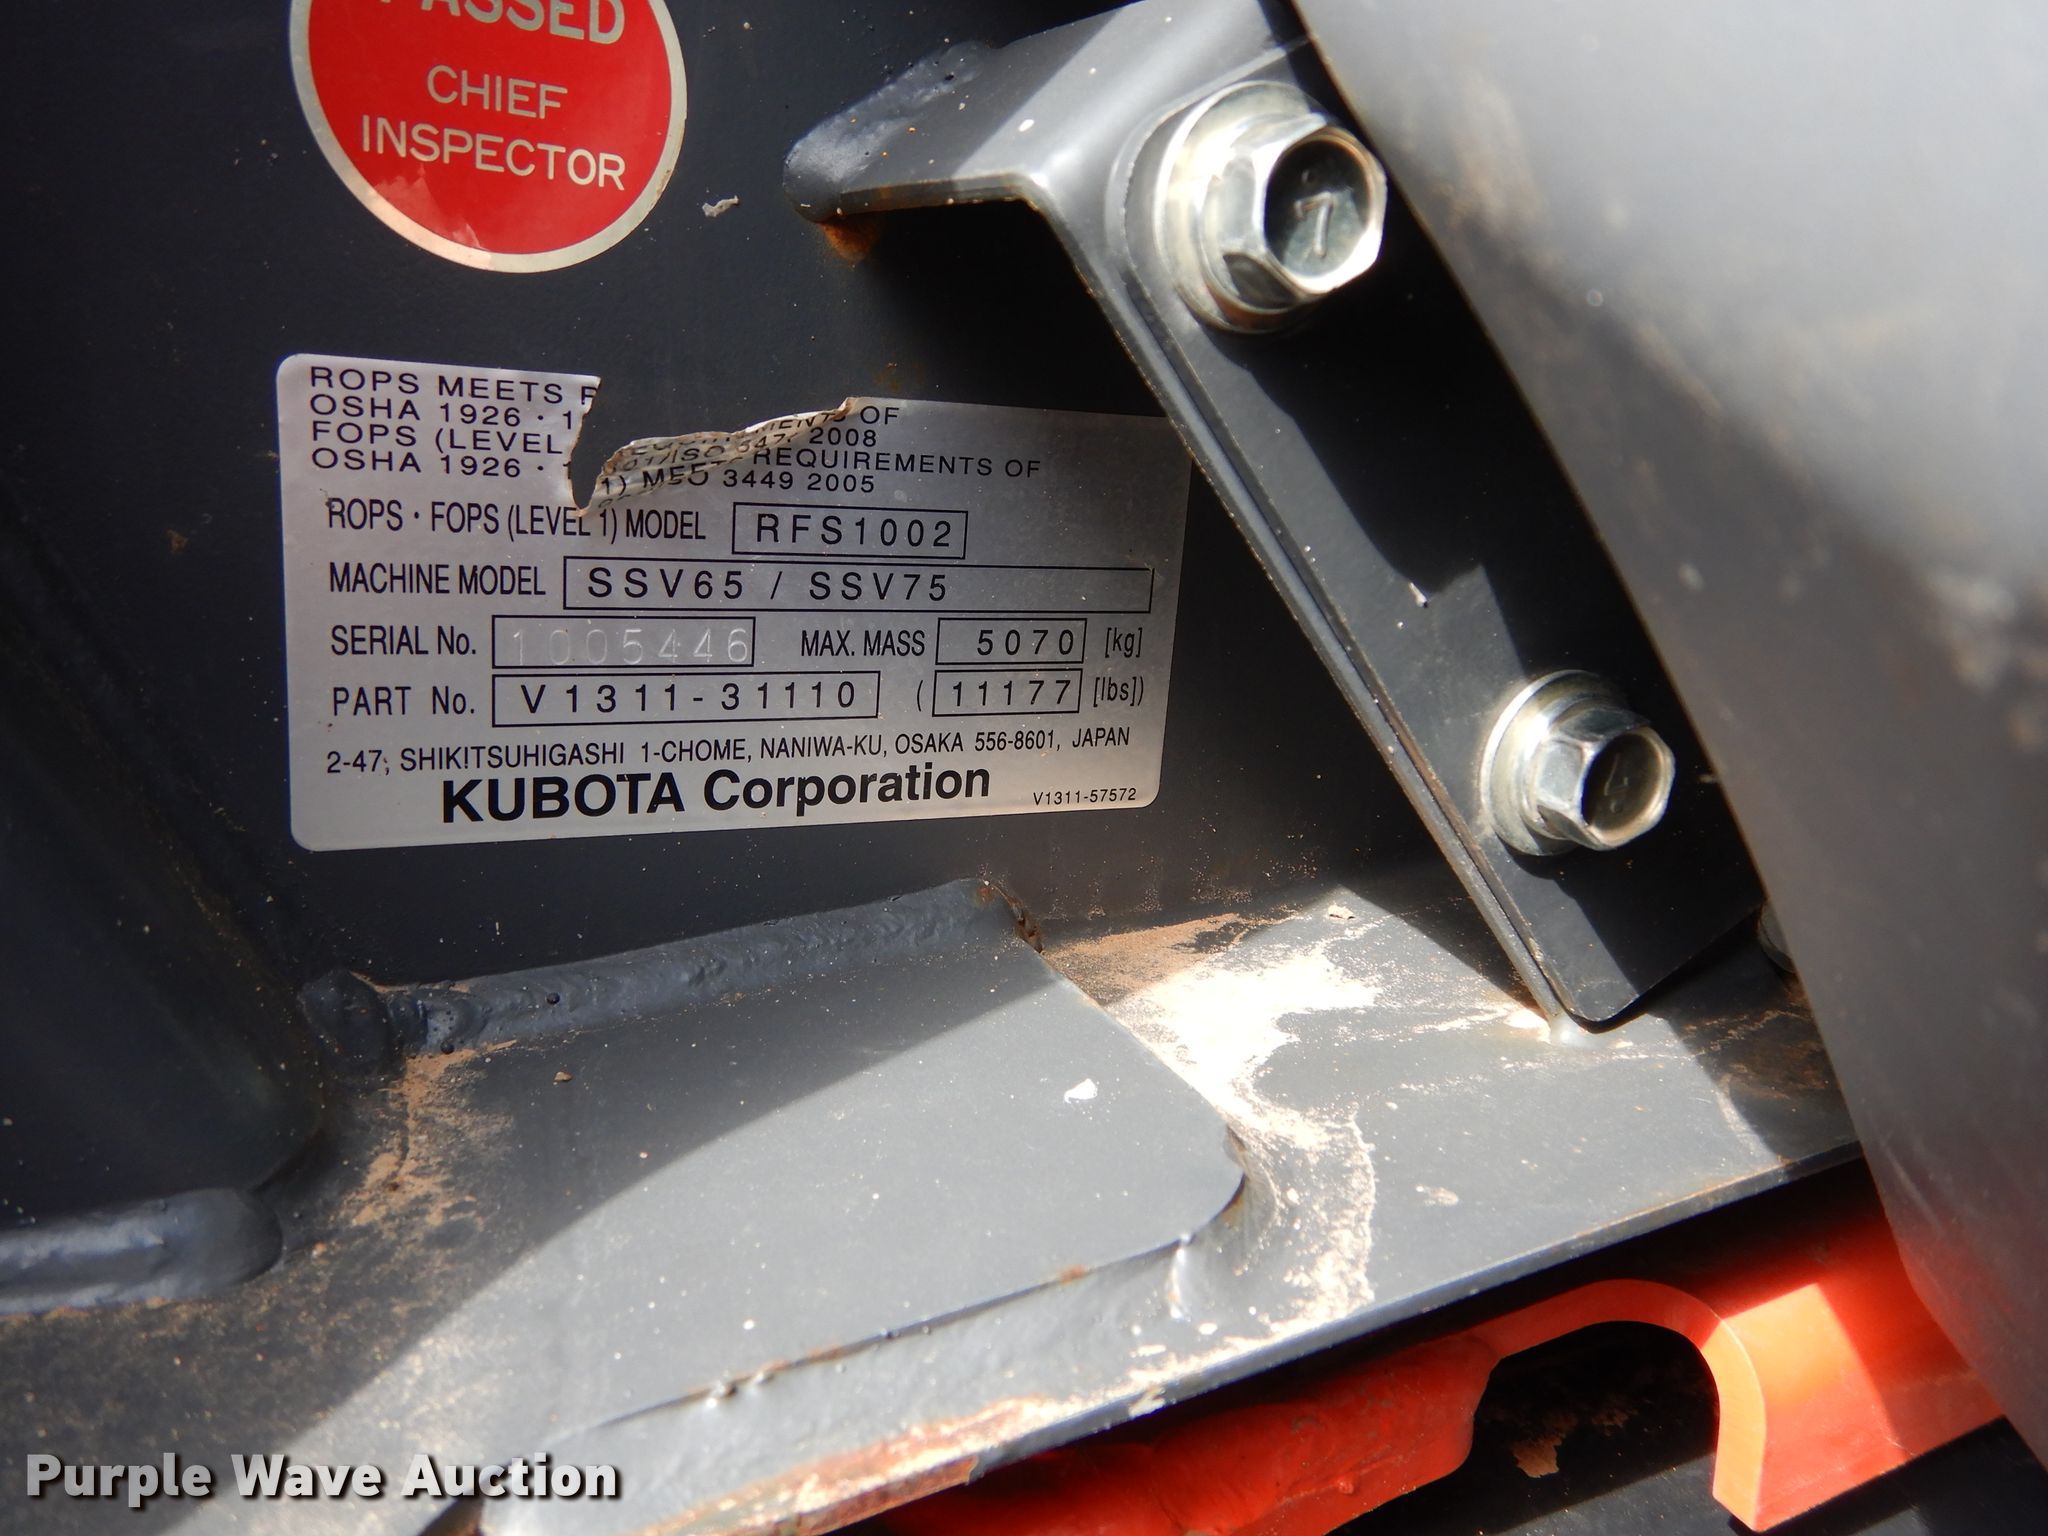 PASSED
CHIEF
INSPECTOR
7
7
ROPS MEETS OF
OSHA 1926 · 1 2008
FOPS (LEVEL REQUIREMENTS OF
OSHA 1926 · 3449 2005
ROPS · FOPS (LEVEL 1) MODEL RFS1002
MACHINE MODEL SSV65 / SSV75
SERIAL No. 1005446 MAX. MASS 5070 [kg]
PART No. V1311-31110 (11177 [lbs])
2-47, SHIKITSUHIGASHI 1-CHOME, NANIWA-KU, OSAKA 556-8601, JAPAN
KUBOTA Corporation V1311-57572
Purple Wave Auction